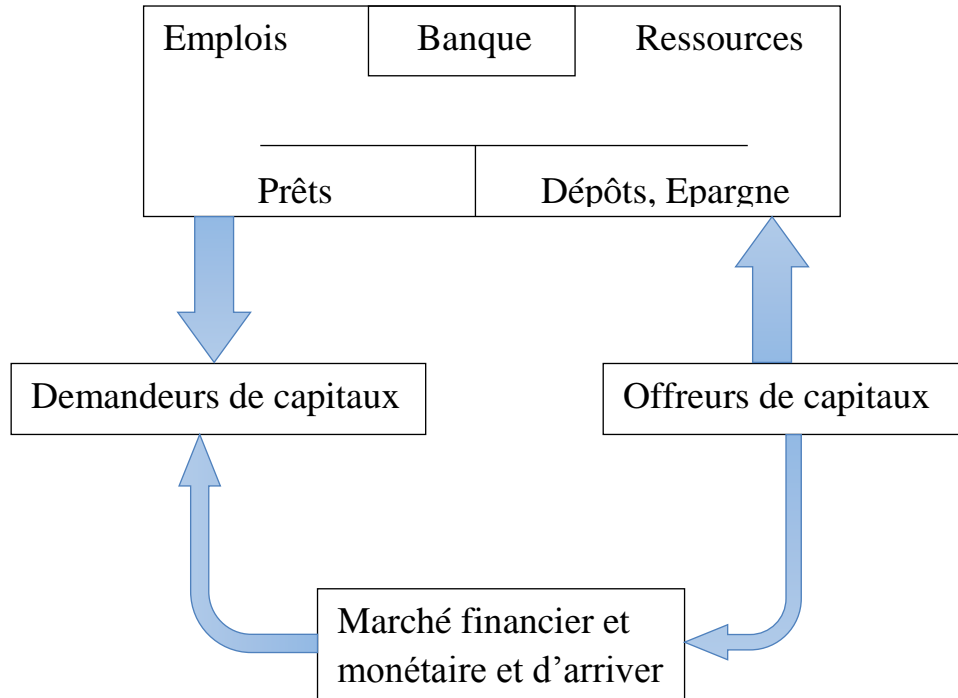 Emplois
Banque
Ressources
Prêts
Dépôts, Epargne
Demandeurs de capitaux
Offreurs de capitaux
Marché financier et
monétaire et d’arriver